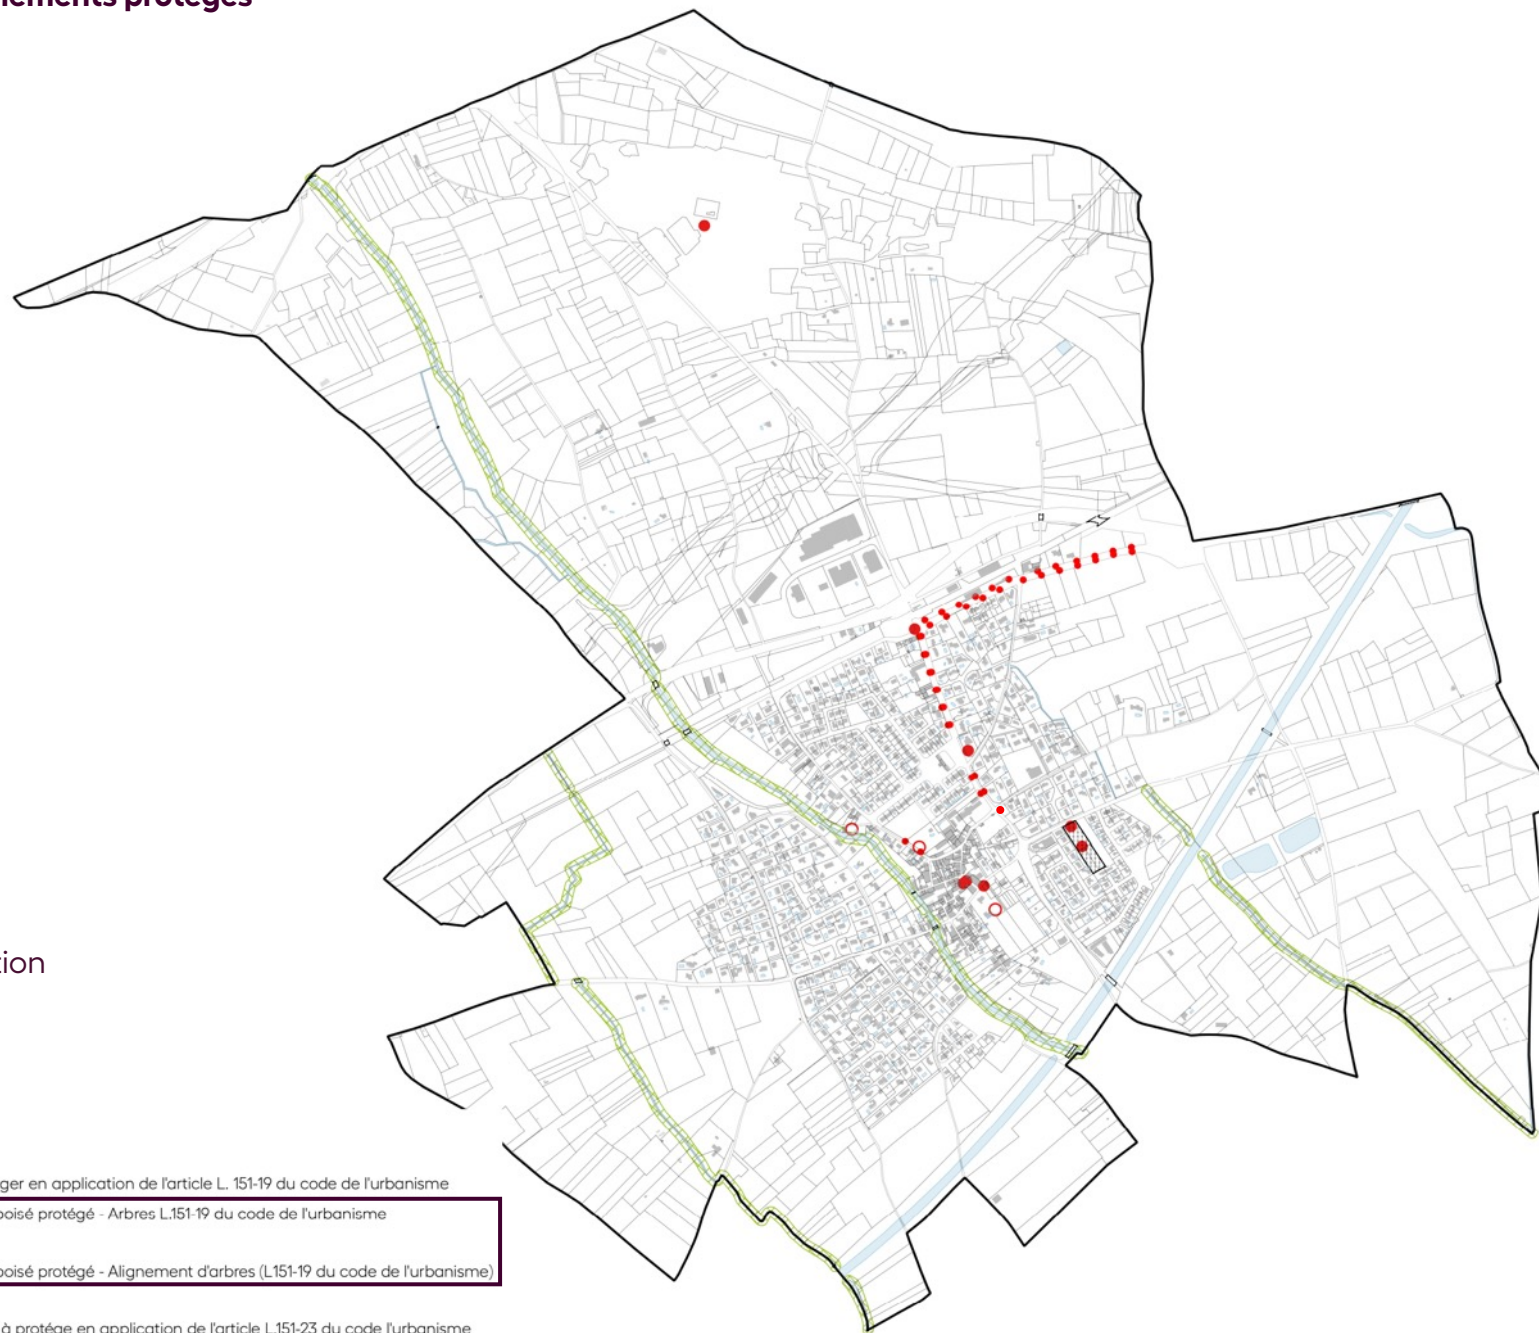 nements protégés
tion
ger en application de l'article L. 151-19 du code de l'urbanisme
boisé protégé - Arbres L.151-19 du code de l'urbanisme
boisé protégé - Alignement d'arbres (L151-19 du code de l'urbanisme)
à protége en application de l'article L.151-23 du code l'urbanisme